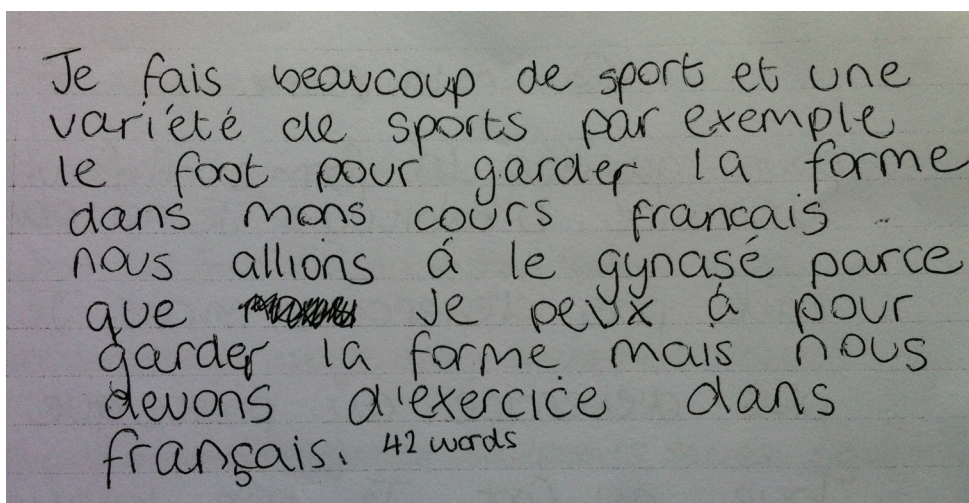 Je fais beaucoup de sport et une
variété de sports par exemple
le foot pour garder la forme
dans mons cours francais
nous allions á le gynasé parce
que je peux á pour
garder la forme mais nous
devons d'exercice dans
français. 42 words